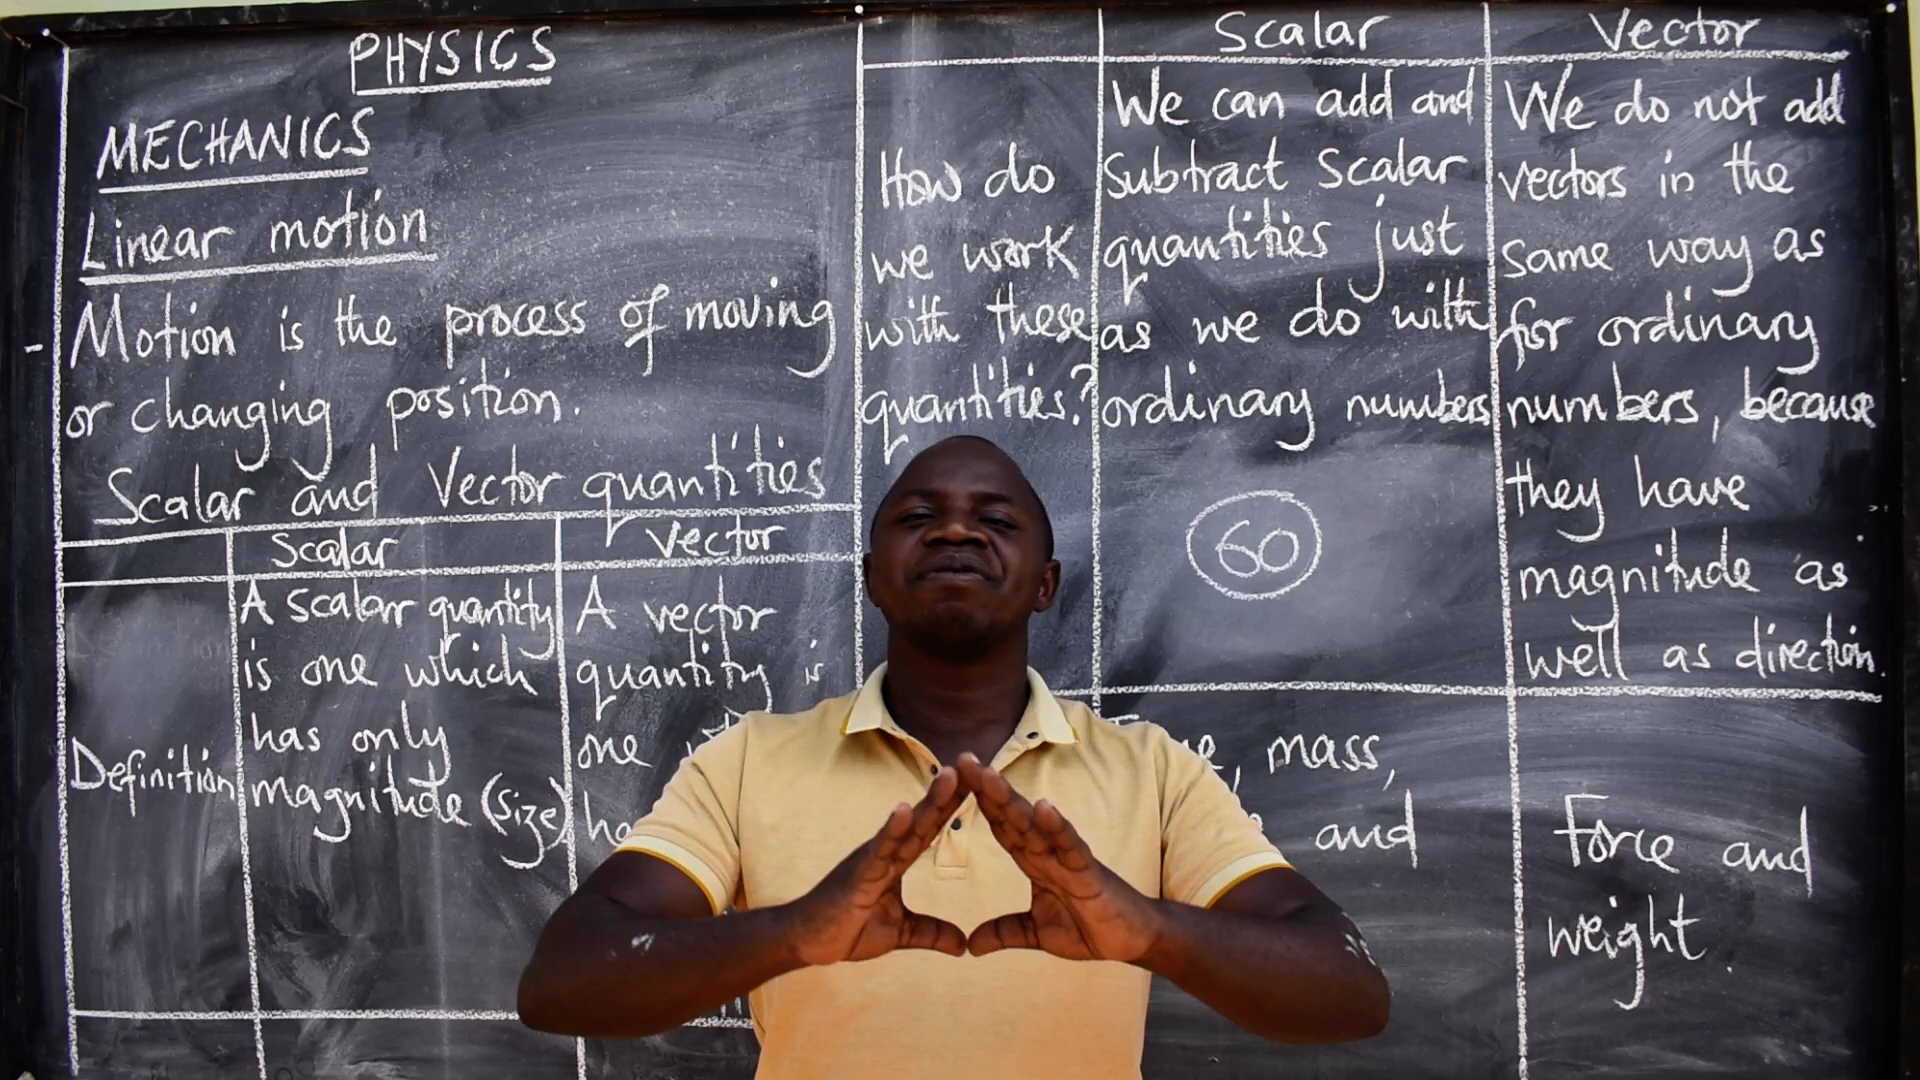 PHYSICS
MECHANICS
Linear motion
- Motion is the process of moving
or changing position.
Scalar and Vector quantities
Scalar
Vector
Definition
A scalar quantity
is one which
has only
magnitude (size)
A vector
quantity is
one
Scalar
Vector
How do
we work
with these
quantities?
We can add and
subtract scalar
quantities just
as we do with
ordinary numbers
60
We do not add
vectors in the
same way as
for ordinary
numbers, because
they have
magnitude as
well as direction.
mass,
and
Force and
weight.